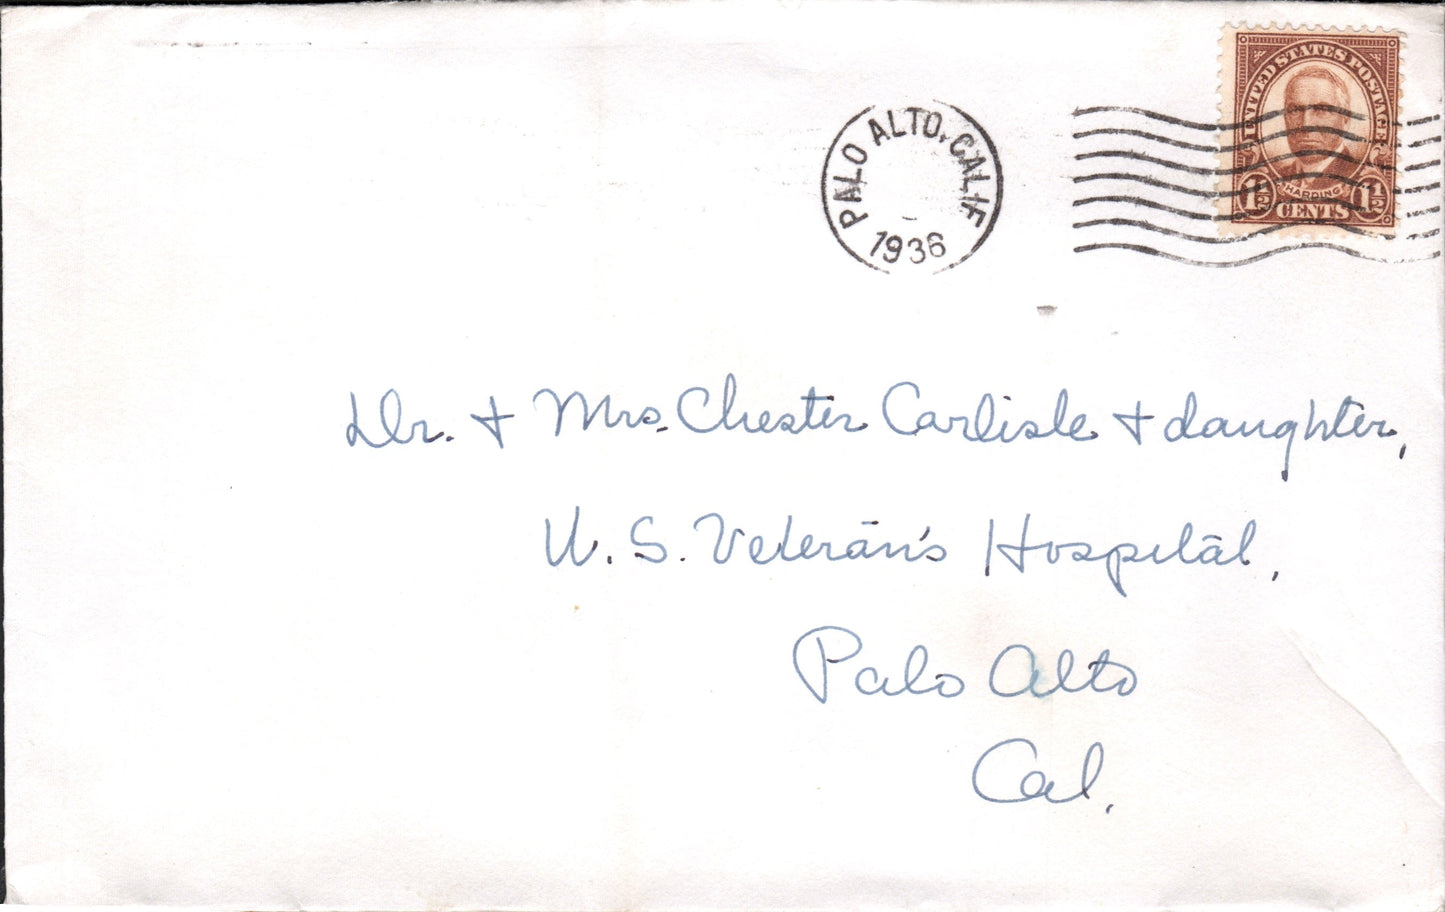 UNITED STATES POSTAGE
HARDING
1½ 1½
CENTS
PALO ALTO, CALIF
1936
Dr. + Mrs. Chester Carlisle + daughter,
U. S. Veteran's Hospital,
Palo Alto
Cal.